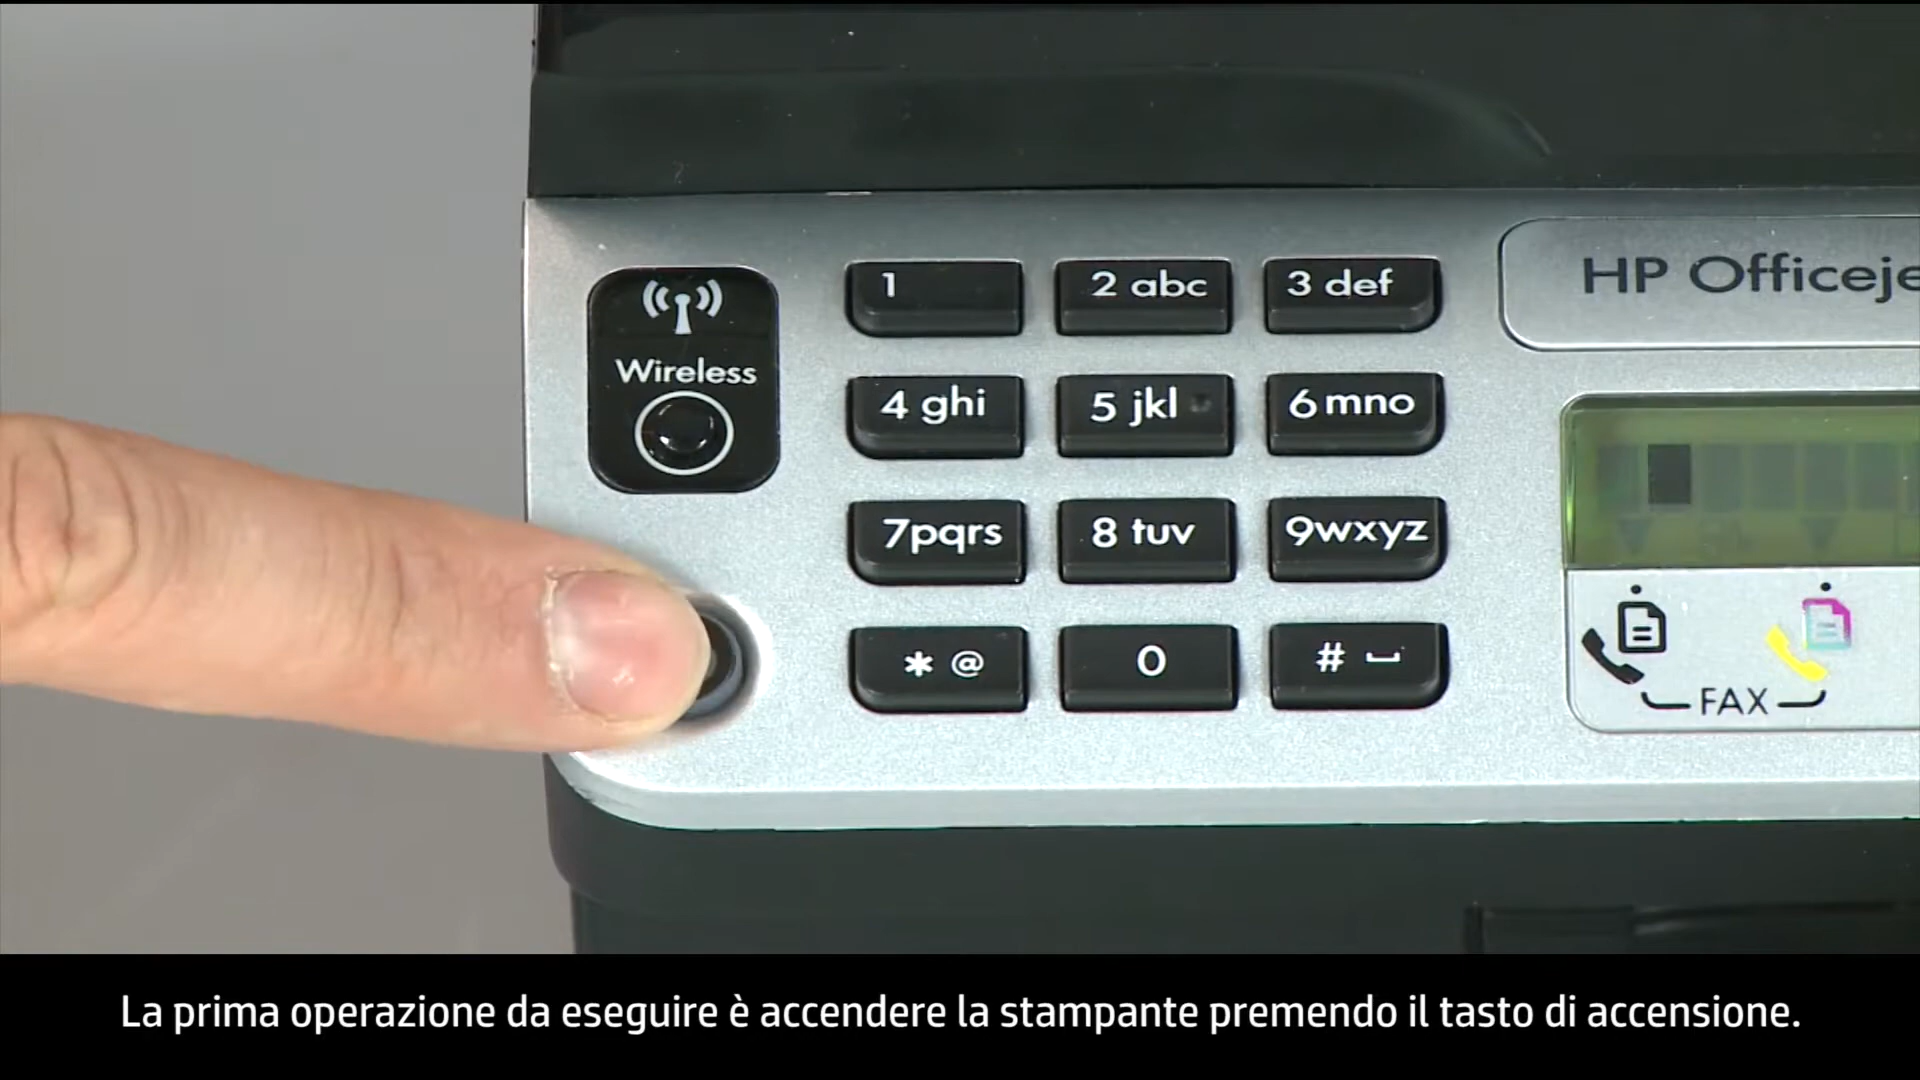 Wireless
1
2 abc
3 def
4 ghi
5 jkl
6 mno
7pqrs
8 tuv
9wxyz
* @
0
#
HP Officeje
FAX
La prima operazione da eseguire è accendere la stampante premendo il tasto di accensione.